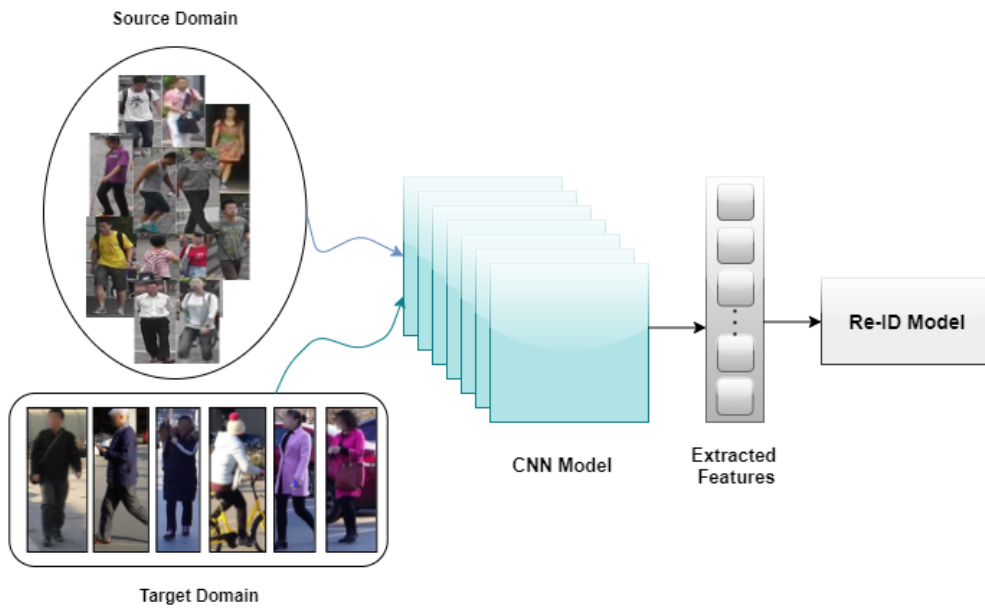 Source Domain
CNN Model
Extracted
Features
Re-ID Model
Target Domain